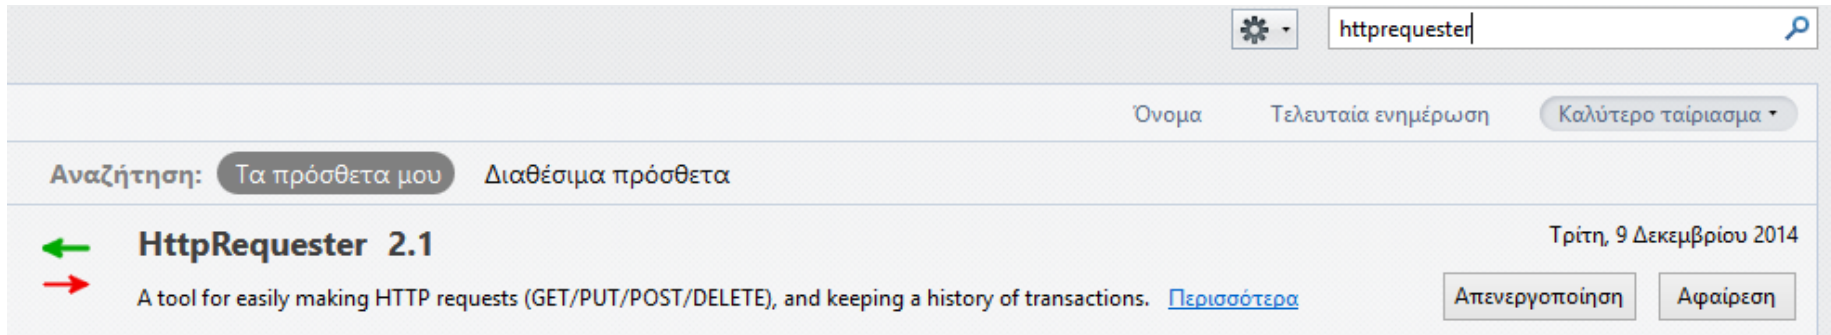 httprequester
Όνομα Τελευταία ενημέρωση Καλύτερο ταίριασμα
Αναζήτηση: Τα πρόσθετα μου Διαθέσιμα πρόσθετα
HttpRequester 2.1 Τρίτη, 9 Δεκεμβρίου 2014
A tool for easily making HTTP requests (GET/PUT/POST/DELETE), and keeping a history of transactions. Περισσότερα Απενεργοποίηση Αφαίρεση